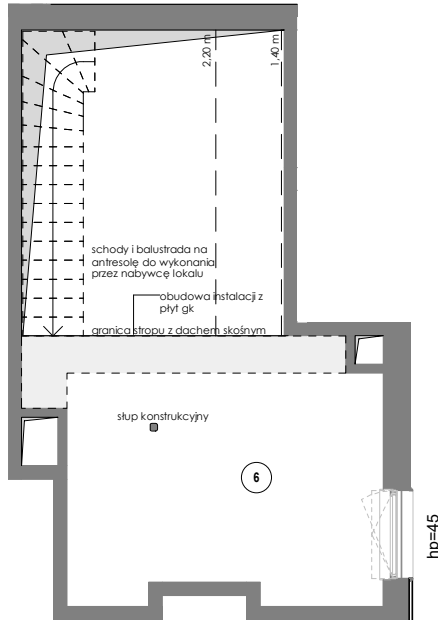 2,20 m
1,40 m
schody i balustrada na
antresolę do wykonania
przez nabywcę lokalu
obudowa instalacji z
płyt gk
granica stropu z dachem skośnym
słup konstrukcyjny
6
hp=45